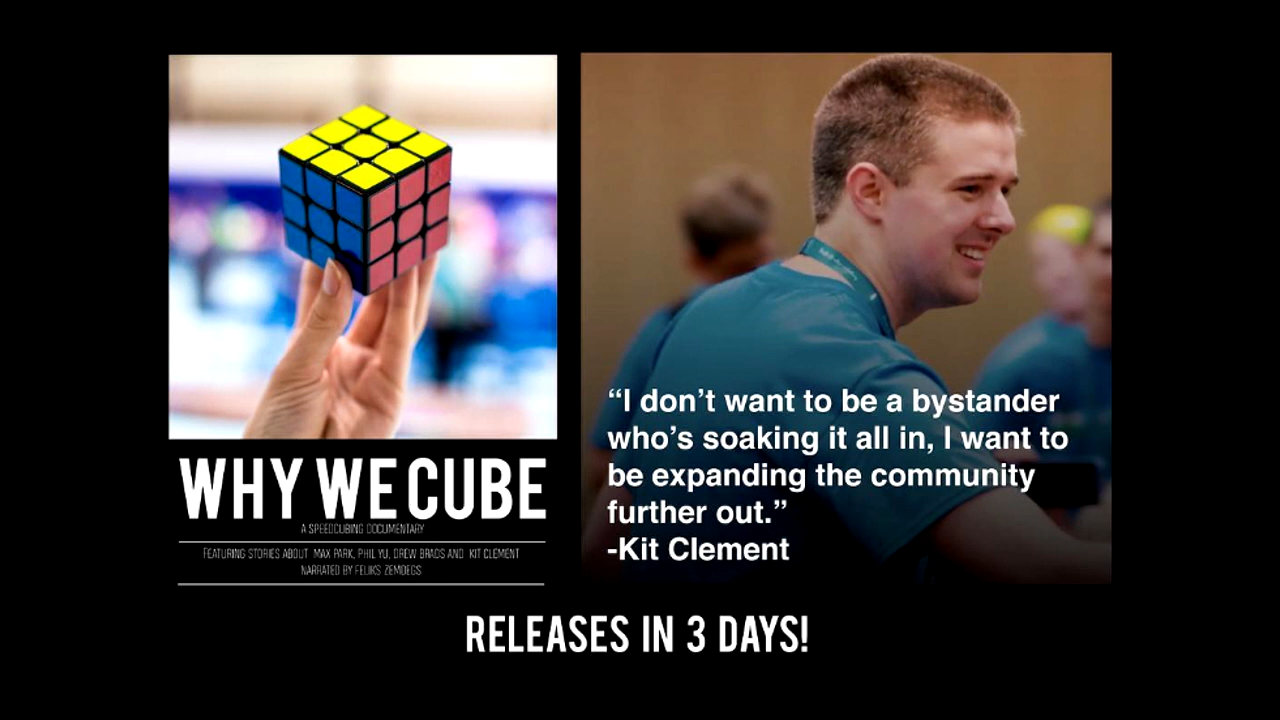 WHY WE CUBE
A SPEEDCUBING DOCUMENTARY
FEATURING STORIES ABOUT MAX PARK, PHIL YU, DREW BRADS AND KIT CLEMENT
NARRATED BY FELIKS ZEMDEGS
“I don’t want to be a bystander
who’s soaking it all in, I want to
be expanding the community
further out.”
-Kit Clement
RELEASES IN 3 DAYS!